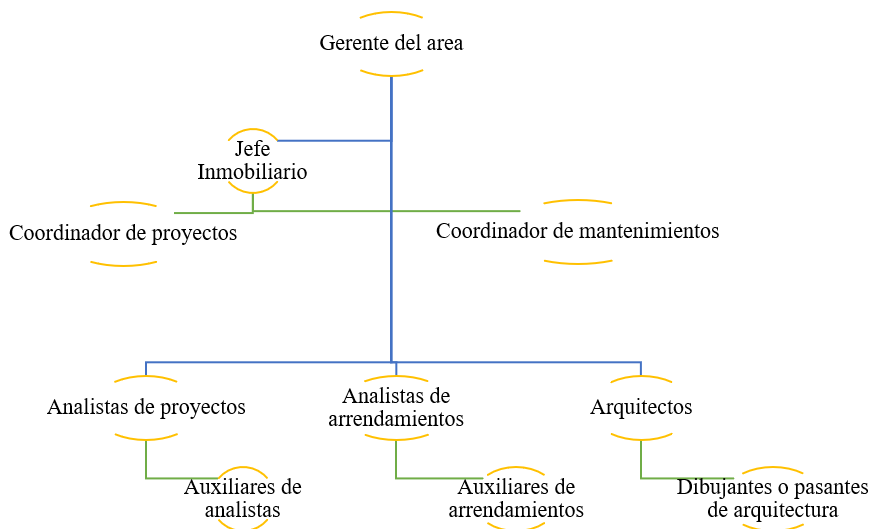 Gerente del area
Jefe
Inmobiliario
Coordinador de proyectos
Coordinador de mantenimientos
Analistas de proyectos
Analistas de
arrendamientos
Arquitectos
Auxiliares de
analistas
Auxiliares de
arrendamientos
Dibujantes o pasantes
de arquitectura